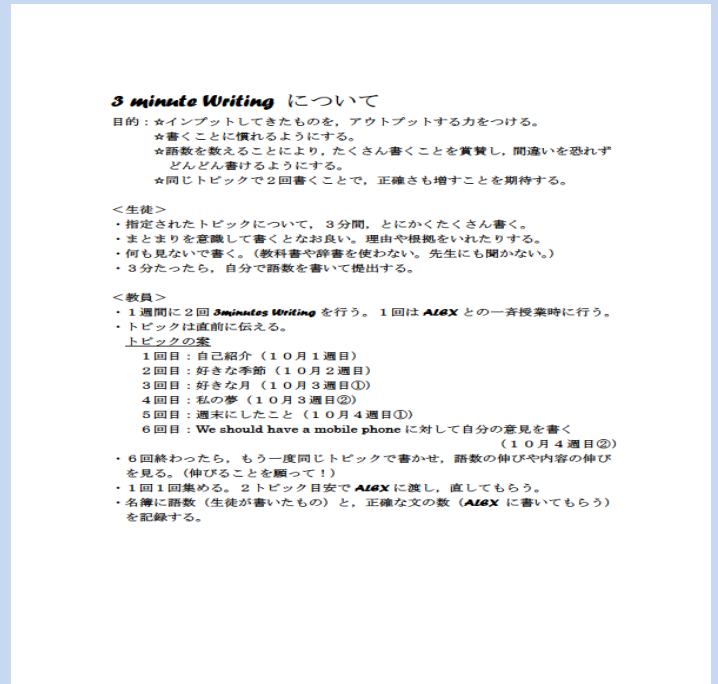 3 minute Writing について
目的：☆インプットしてきたものを，アウトプットする力をつける。
☆書くことに慣れるようにする。
☆語数を数えることにより，たくさん書くことを賞賛し，間違いを恐れず
どんどん書けるようにする。
☆同じトピックで２回書くことで，正確さも増すことを期待する。
＜生徒＞
・指定されたトピックについて，３分間，とにかくたくさん書く。
・まとまりを意識して書くとなお良い。理由や根拠をいれたりする。
・何も見ないで書く。（教科書や辞書を使わない。先生にも聞かない。）
・３分たったら，自分で語数を書いて提出する。
＜教員＞
・１週間に２回 3minutes Writing を行う。１回は ALEX との一斉授業時に行う。
・トピックは直前に伝える。
トピックの案
１回目：自己紹介（１０月１週目）
２回目：好きな季節（１０月２週目）
３回目：好きな月（１０月３週目①）
４回目：私の夢（１０月３週目②）
５回目：週末にしたこと（１０月４週目①）
６回目：We should have a mobile phone に対して自分の意見を書く
（１０月４週目②）
・６回終わったら，もう一度同じトピックで書かせ，語数の伸びや内容の伸び
を見る。（伸びることを願って！）
・１回１回集める。２トピック目安で ALEX に渡し，直してもらう。
・名簿に語数（生徒が書いたもの）と，正確な文の数（ALEX に書いてもらう）
を記録する。